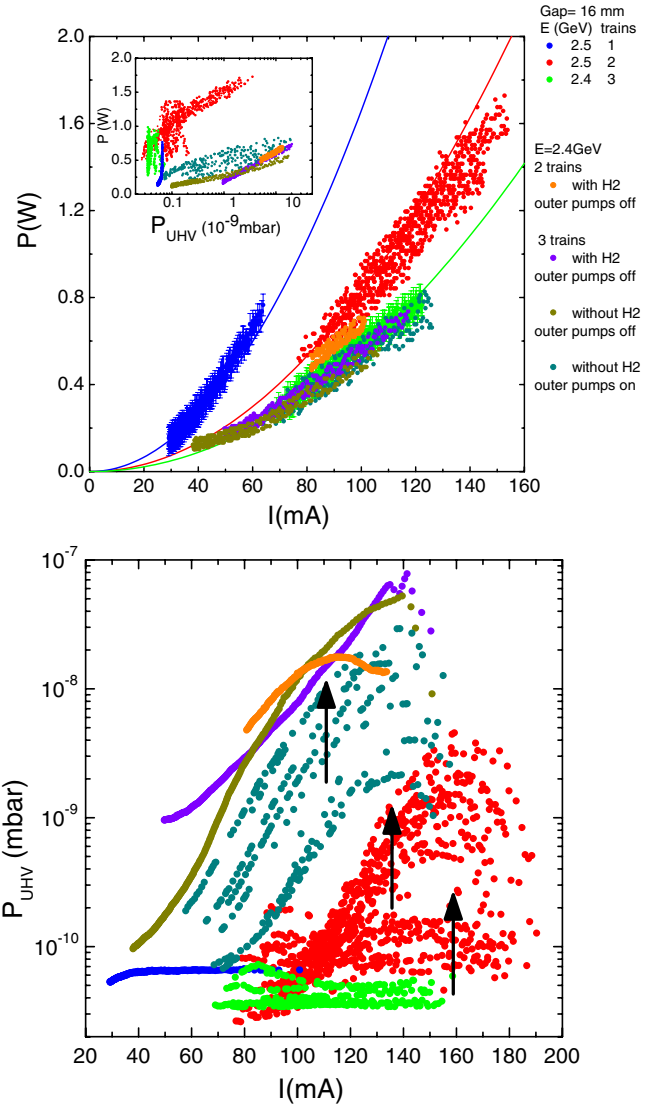 Gap= 16 mm
E (GeV) trains
2.5 1
2.5 2
2.4 3
E=2.4GeV
2 trains
with H2
outer pumps off
3 trains
with H2
outer pumps off
without H2
outer pumps off
without H2
outer pumps on
2.0
1.6
1.2
0.8
0.4
0.0
P(W)
0 20 40 60 80 100 120 140 160
I(mA)
2.0
1.5
1.0
0.5
0.0
P (W)
0.1 1 10
P_UHV (10^-9 mbar)
10^-7
10^-8
10^-9
10^-10
P_UHV (mbar)
20 40 60 80 100 120 140 160 180 200
I(mA)